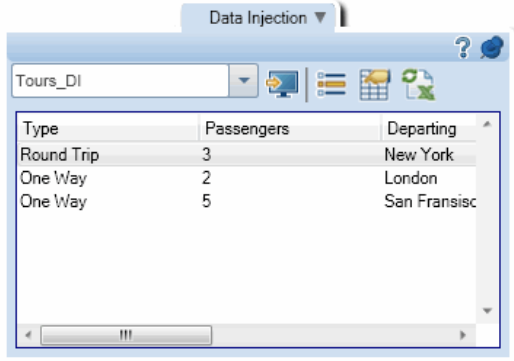 Data Injection ▼
?
Tours_DI
Type Passengers Departing
Round Trip 3 New York
One Way 2 London
One Way 5 San Fransisc